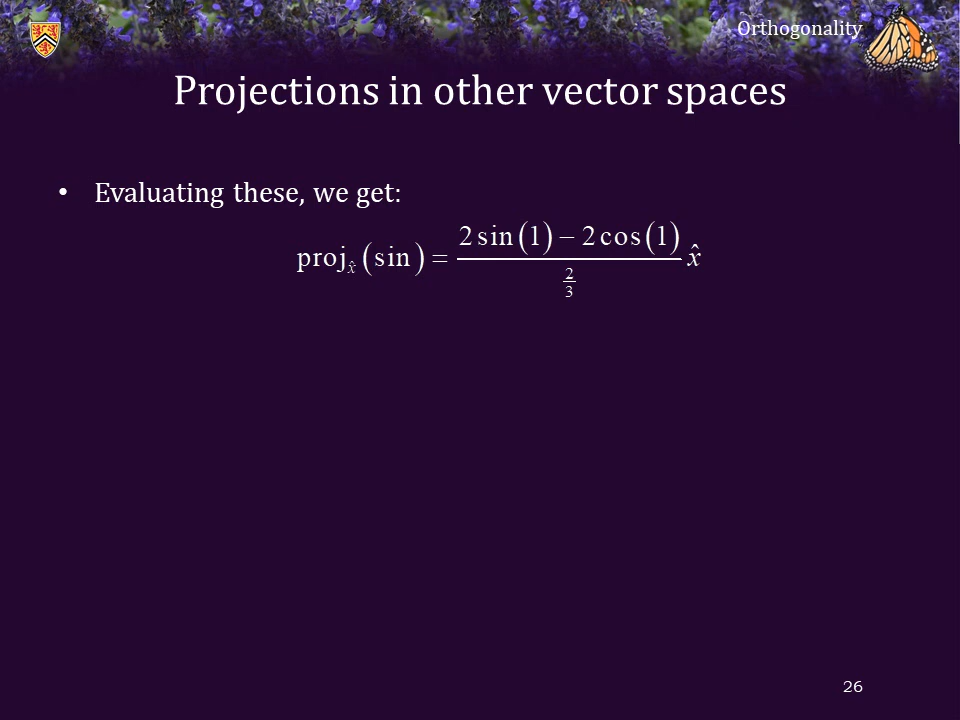 Orthogonality
Projections in other vector spaces
• Evaluating these, we get:
proj_x̂ (sin) = (2 sin(1) − 2 cos(1)) / (2/3) x̂
26